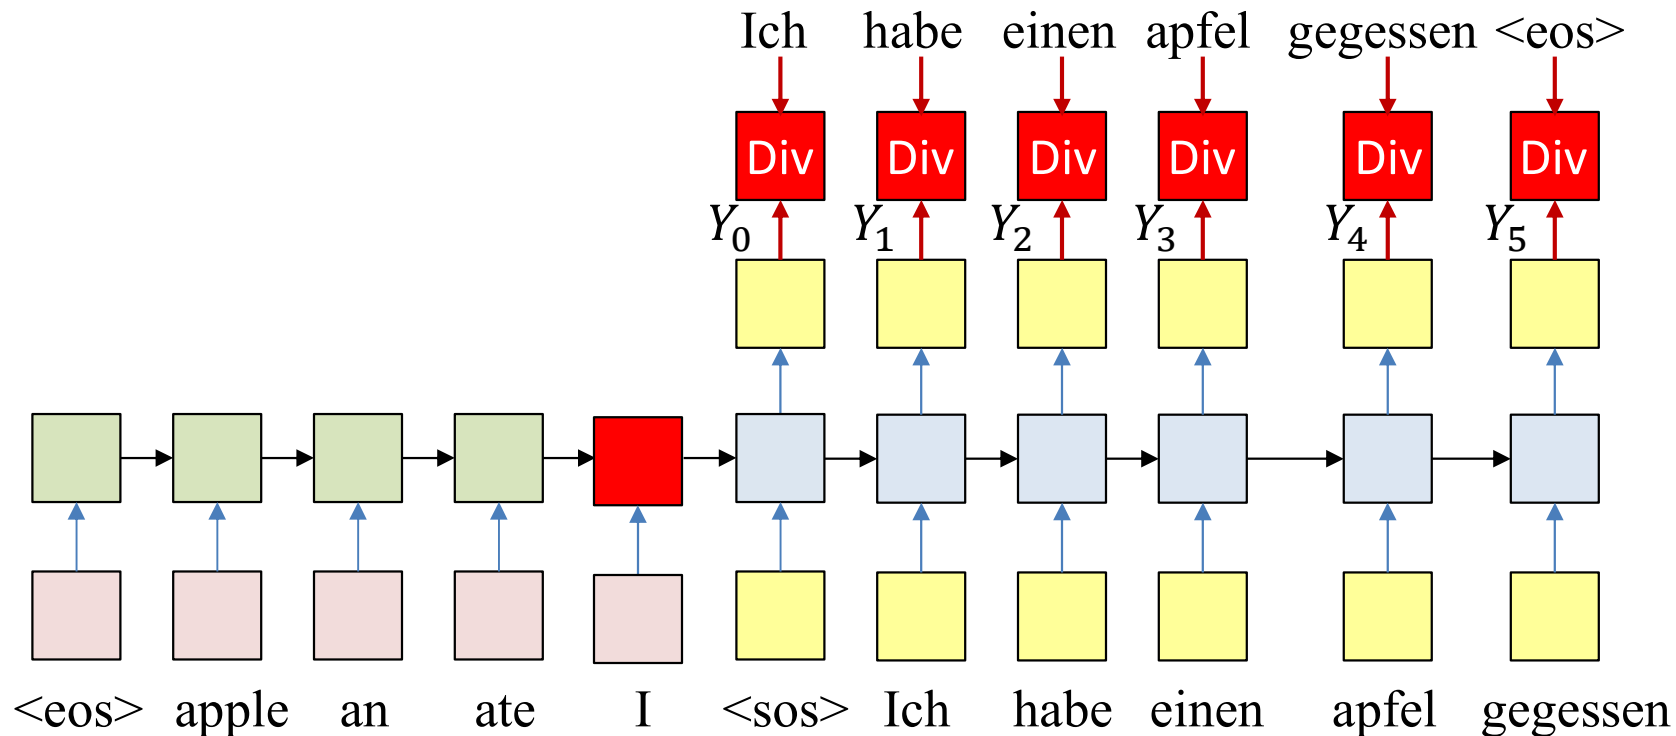 Ich habe einen apfel gegessen <eos>
Div Div Div Div Div Div
Y0 Y1 Y2 Y3 Y4 Y5
<eos> apple an ate I <sos> Ich habe einen apfel gegessen